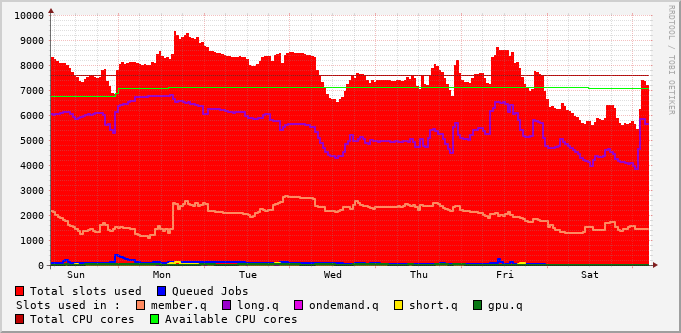 10000
9000
8000
7000
6000
5000
4000
3000
2000
1000
0
Sun Mon Tue Wed Thu Fri Sat
RRDTOOL / TOBI OETIKER
Total slots used Queued Jobs
Slots used in : member.q long.q ondemand.q short.q gpu.q
Total CPU cores Available CPU cores